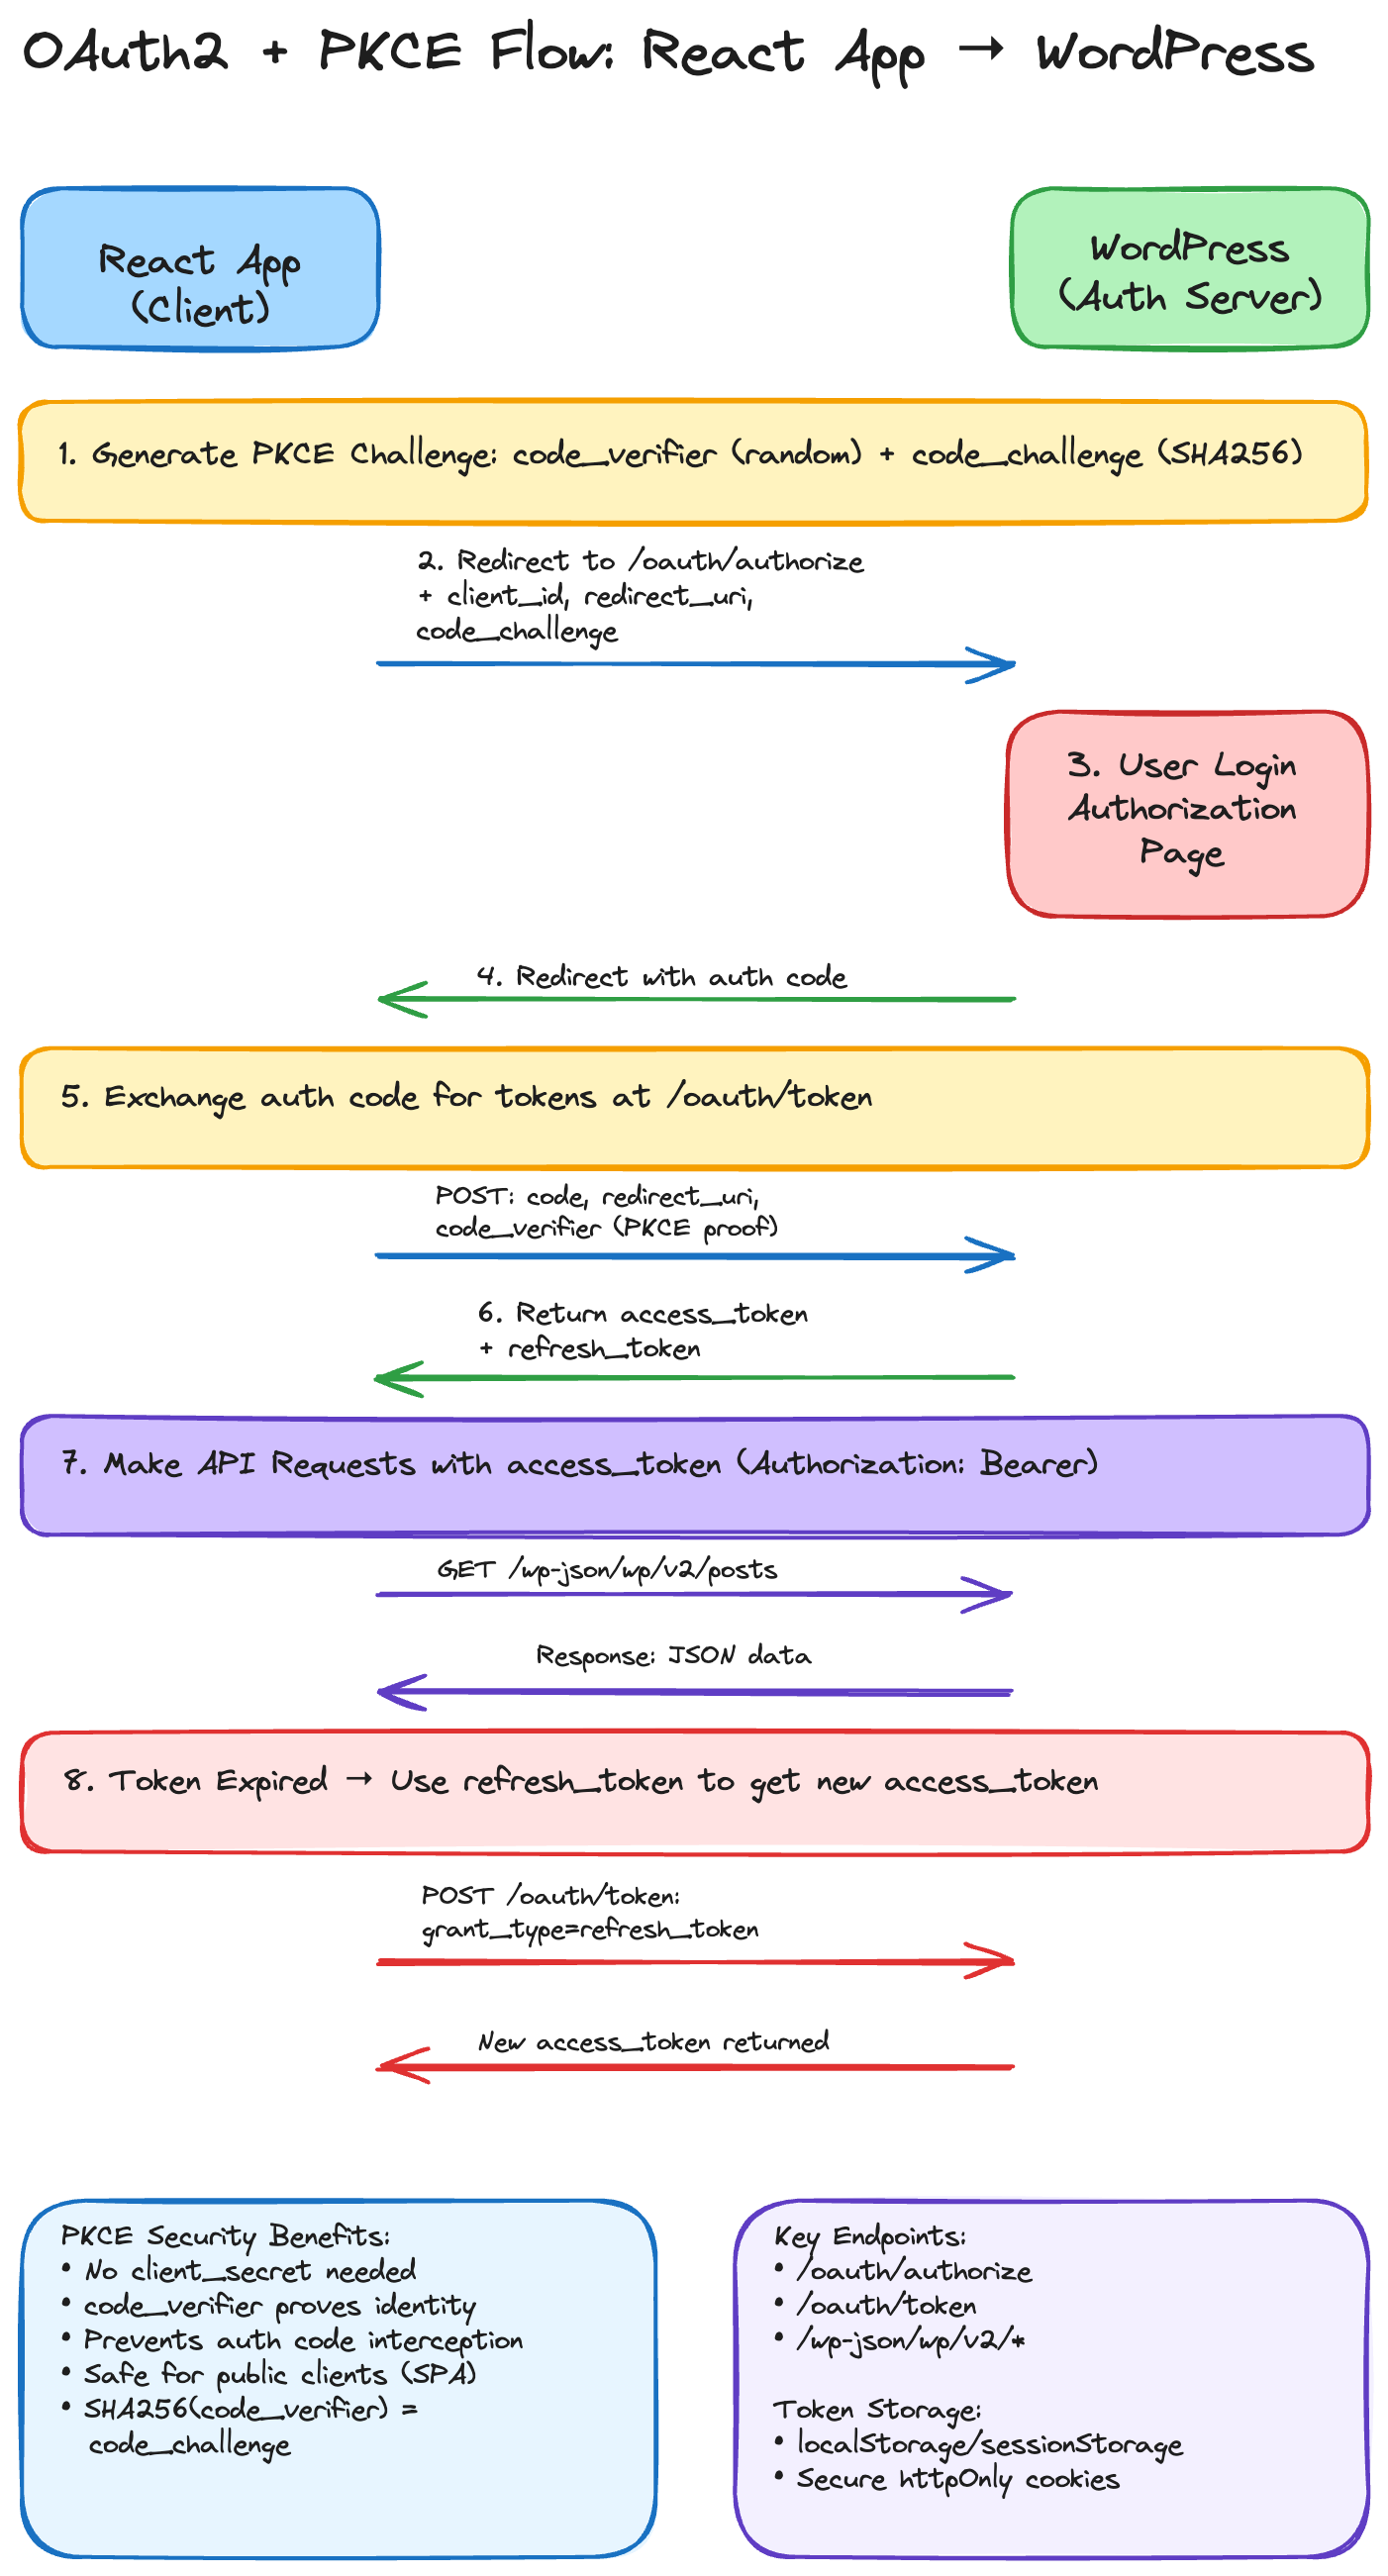 OAuth2 + PKCE Flow: React App → WordPress
React App
(Client)
WordPress
(Auth Server)
1. Generate PKCE Challenge: code_verifier (random) + code_challenge (SHA256)
2. Redirect to /oauth/authorize
+ client_id, redirect_uri,
code_challenge
3. User Login
Authorization
Page
4. Redirect with auth code
5. Exchange auth code for tokens at /oauth/token
POST: code, redirect_uri,
code_verifier (PKCE proof)
6. Return access_token
+ refresh_token
7. Make API Requests with access_token (Authorization: Bearer)
GET /wp-json/wp/v2/posts
Response: JSON data
8. Token Expired → Use refresh_token to get new access_token
POST /oauth/token:
grant_type=refresh_token
New access_token returned
PKCE Security Benefits:
• No client_secret needed
• code_verifier proves identity
• Prevents auth code interception
• Safe for public clients (SPA)
• SHA256(code_verifier) =
code_challenge
Key Endpoints:
• /oauth/authorize
• /oauth/token
• /wp-json/wp/v2/*
Token Storage:
• localStorage/sessionStorage
• Secure httpOnly cookies